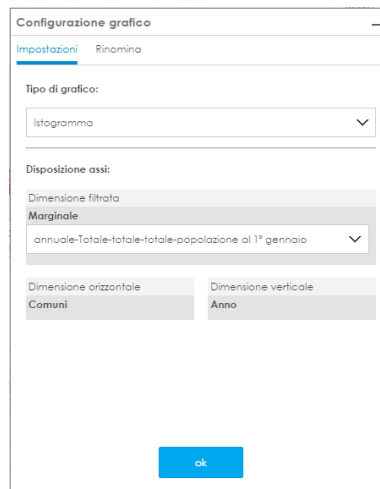 Configurazione grafico
Impostazioni Rinomina
Tipo di grafico:
Istogramma
Disposizione assi:
Dimensione filtrata
Marginale
annuale-Totale-totale-totale-popolazione al 1° gennaio
Dimensione orizzontale Dimensione verticale
Comuni Anno
ok